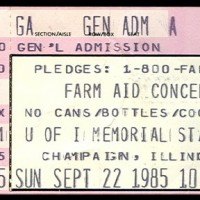 SECTION/AISLE ROW/BOX SEAT
GA GEN ADM A
GEN'L ADMISSION
PLEDGES: 1-800-FA
FARM AID CONCE
NO CANS/BOTTLES/COO
U OF I MEMORIAL STA
CHAMPAIGN, ILLIN
SUN SEPT 22 1985 10